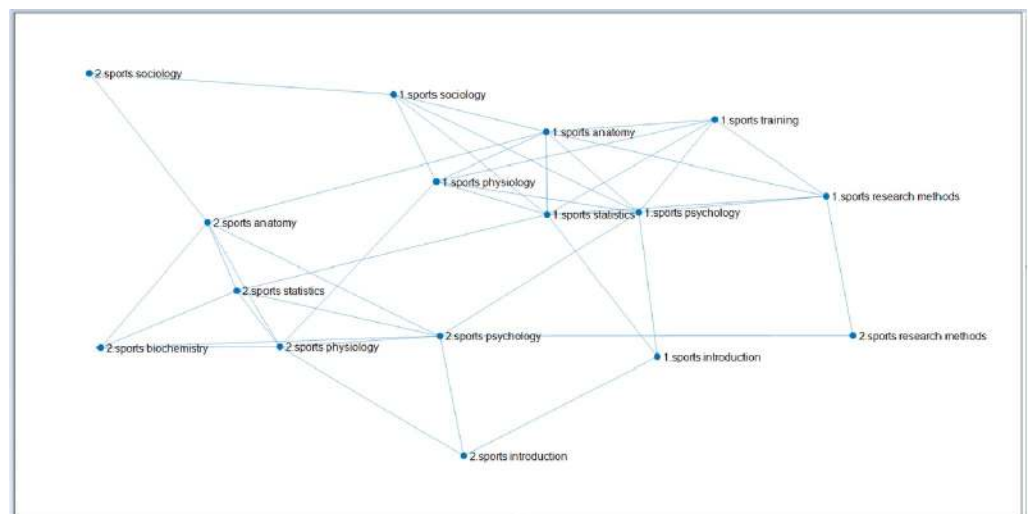 2.sports sociology
1.sports sociology
1.sports training
1.sports anatomy
1.sports physiology
1.sports research methods
1.sports statistics
1.sports psychology
2.sports anatomy
2.sports statistics
2.sports psychology
2.sports research methods
2.sports biochemistry
2.sports physiology
1.sports introduction
2.sports introduction